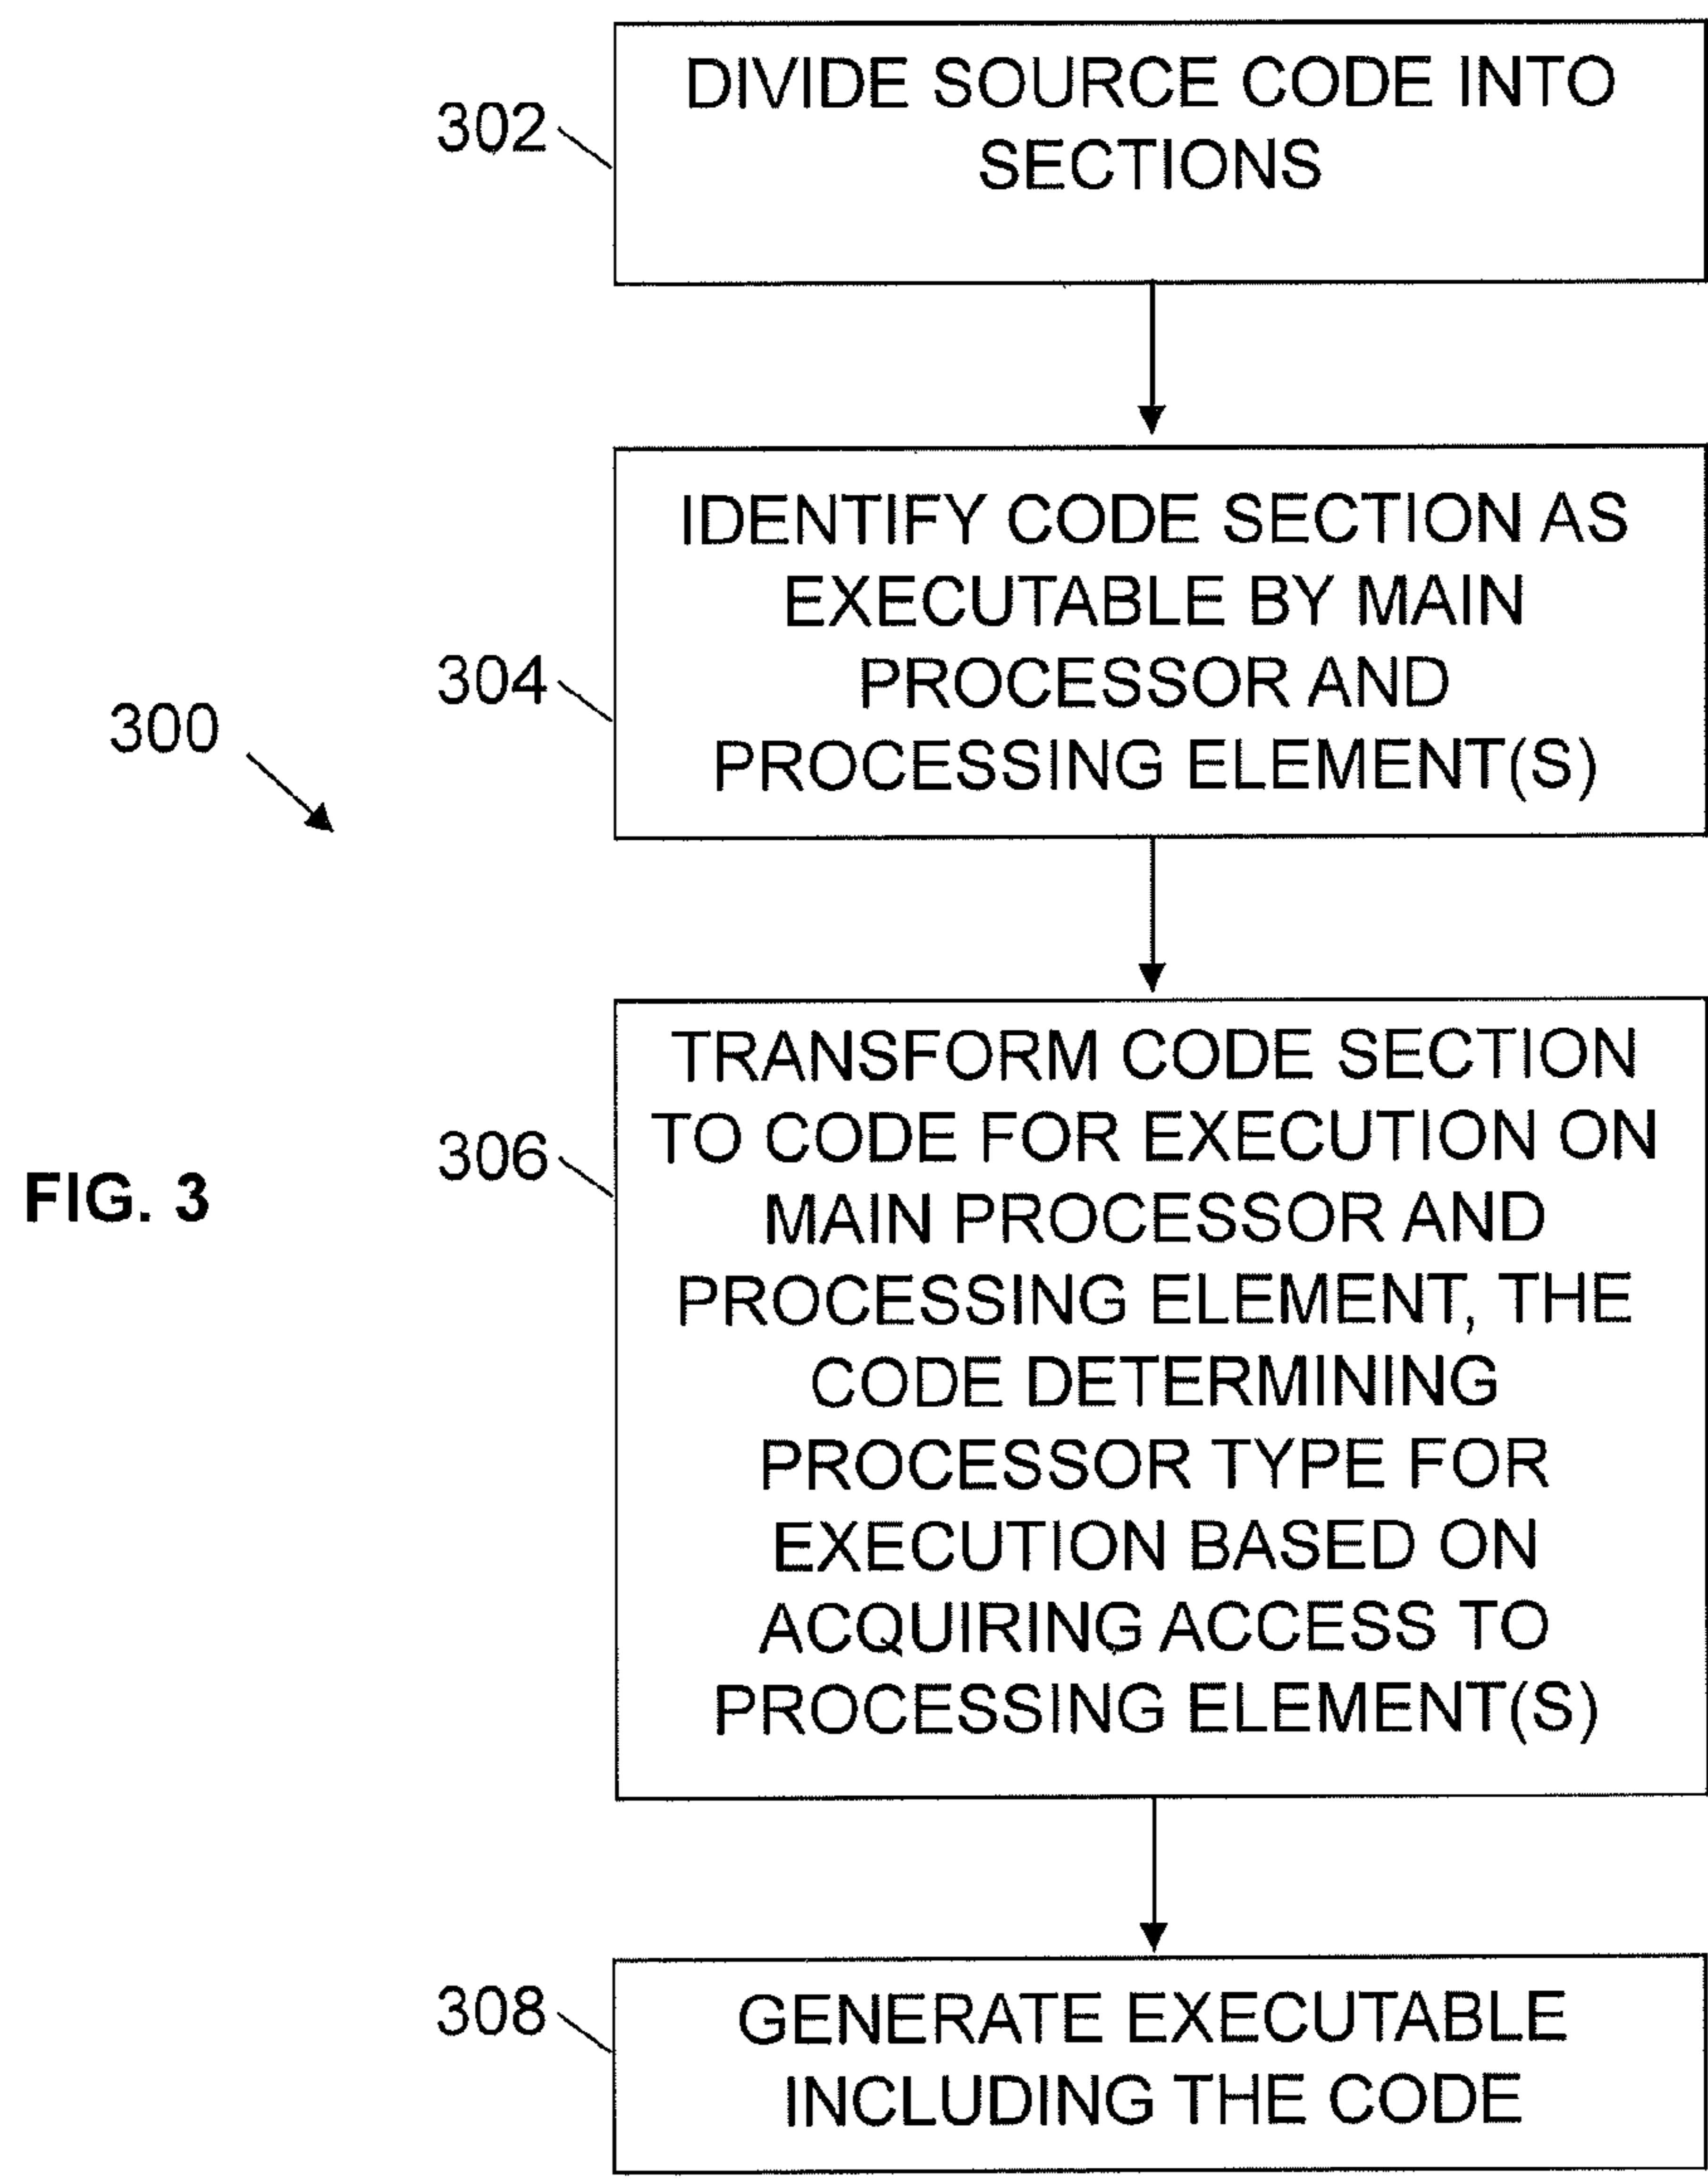 302
DIVIDE SOURCE CODE INTO
SECTIONS
304
IDENTIFY CODE SECTION AS
EXECUTABLE BY MAIN
PROCESSOR AND
PROCESSING ELEMENT(S)
300
FIG. 3
306
TRANSFORM CODE SECTION
TO CODE FOR EXECUTION ON
MAIN PROCESSOR AND
PROCESSING ELEMENT, THE
CODE DETERMINING
PROCESSOR TYPE FOR
EXECUTION BASED ON
ACQUIRING ACCESS TO
PROCESSING ELEMENT(S)
308
GENERATE EXECUTABLE
INCLUDING THE CODE